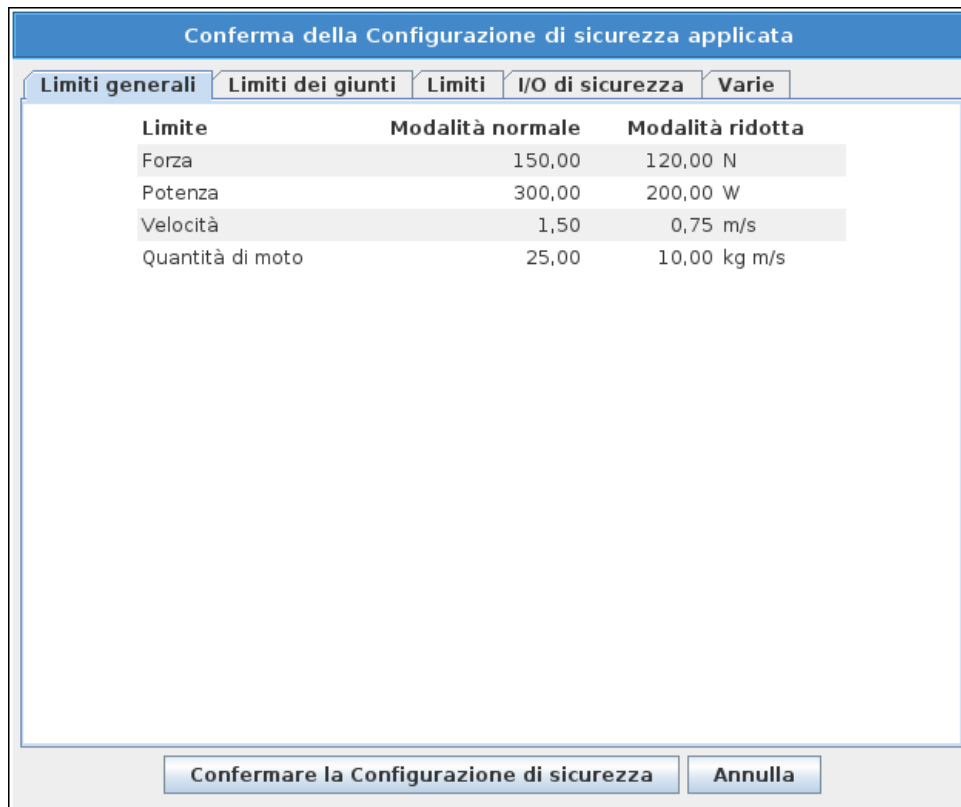 Conferma della Configurazione di sicurezza applicata
Limiti generali Limiti dei giunti Limiti I/O di sicurezza Varie
Limite Modalità normale Modalità ridotta
Forza 150,00 120,00 N
Potenza 300,00 200,00 W
Velocità 1,50 0,75 m/s
Quantità di moto 25,00 10,00 kg m/s
Confermare la Configurazione di sicurezza Annulla